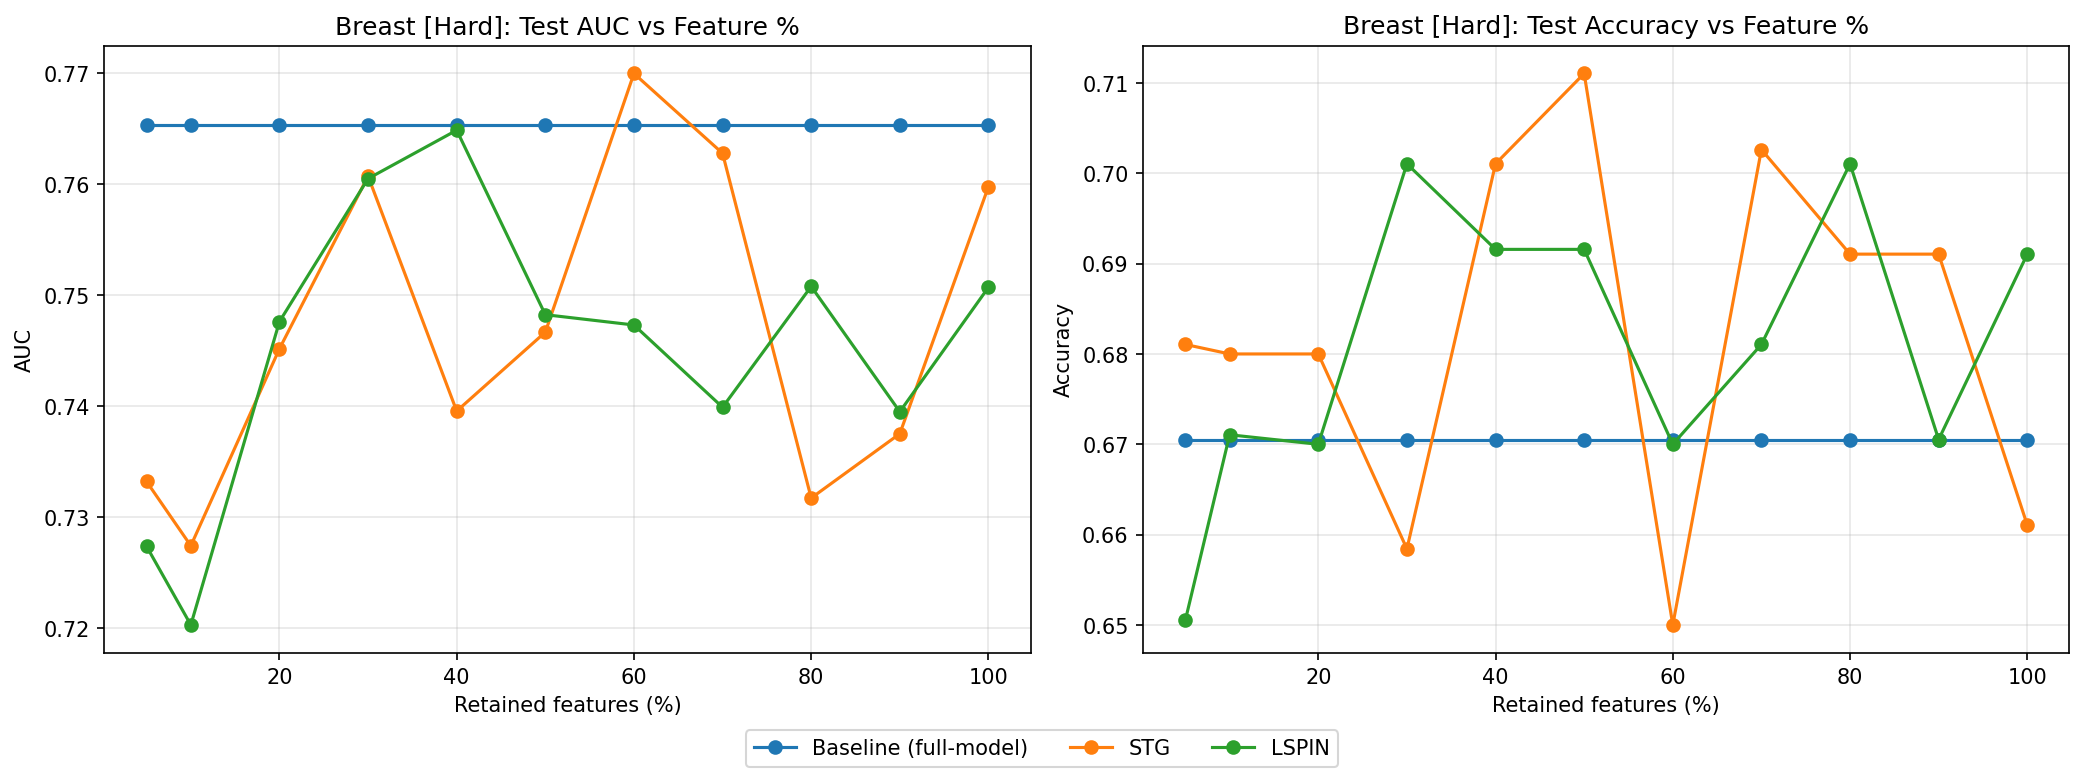 Breast [Hard]: Test AUC vs Feature %
0.77
0.76
0.75
0.74
0.73
0.72
AUC
20 40 60 80 100
Retained features (%)
Breast [Hard]: Test Accuracy vs Feature %
0.71
0.70
0.69
0.68
0.67
0.66
0.65
Accuracy
20 40 60 80 100
Retained features (%)
Baseline (full-model) STG LSPIN